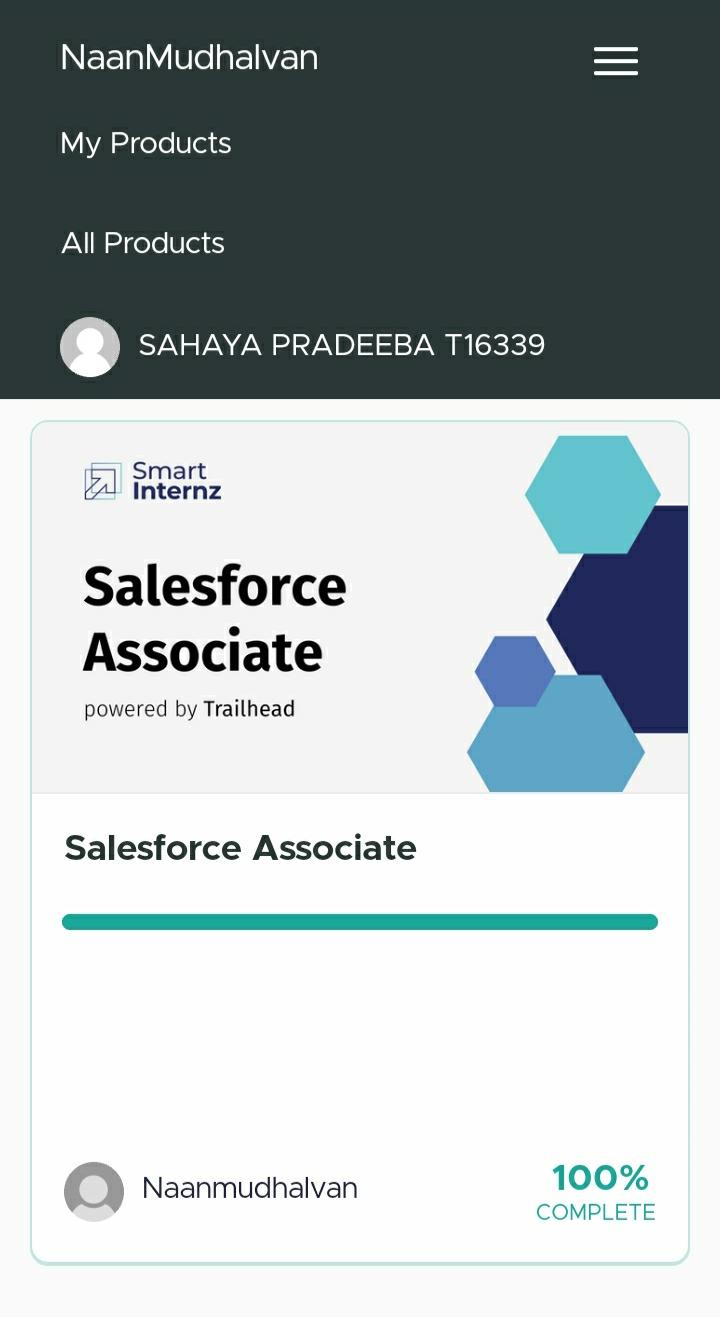 NaanMudhalvan
My Products
All Products
SAHAYA PRADEEBA T16339
Smart
Internz
Salesforce
Associate
powered by Trailhead
Salesforce Associate
Naanmudhalvan
100%
COMPLETE